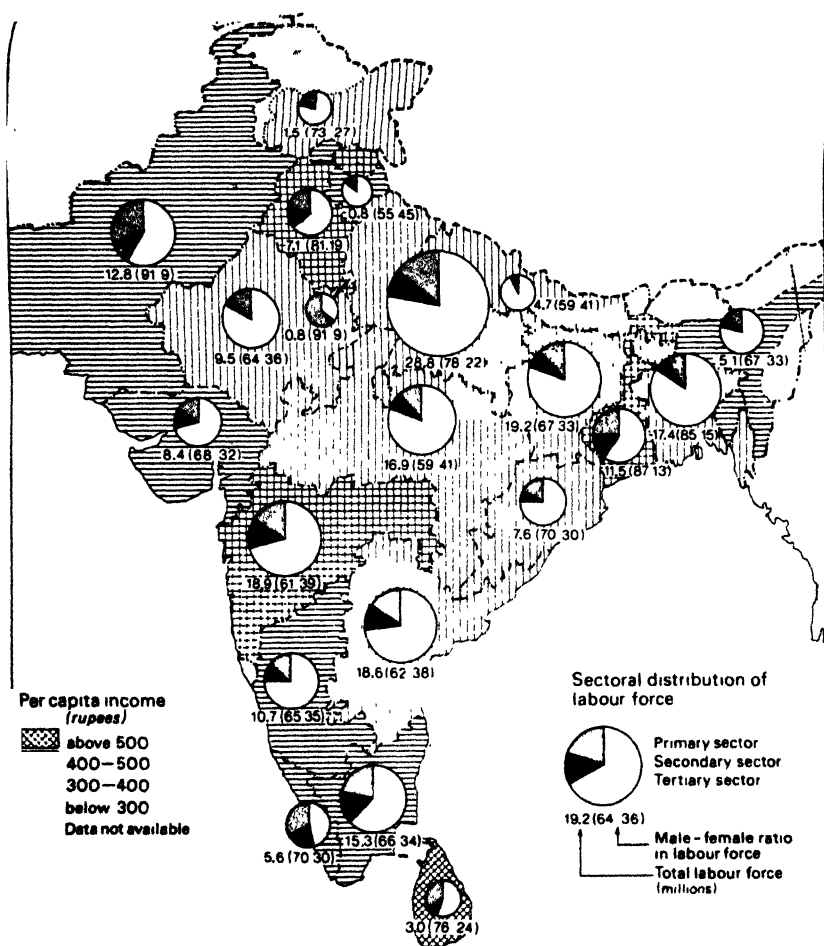 1.5 (73 27)
0.8 (55 45)
7.1 (81.19)
12.8 (91 9)
9.5 (64 36)
0.8 (91 9)
28.8 (78 22)
4.7 (59 41)
5.1 (67 33)
8.4 (68 32)
16.9 (59 41)
19.2 (67 33)
11.5 (87 13)
17.4 (85 15)
7.6 (70 30)
18.9 (61 39)
18.6 (62 38)
10.7 (65 35)
15.3 (66 34)
5.6 (70 30)
3.0 (76 24)
Per capita income
(rupees)
above 500
400–500
300–400
below 300
Data not available
Sectoral distribution of
labour force
Primary sector
Secondary sector
Tertiary sector
19.2 (64 36)
Male–female ratio
in labour force
Total labour force
(millions)